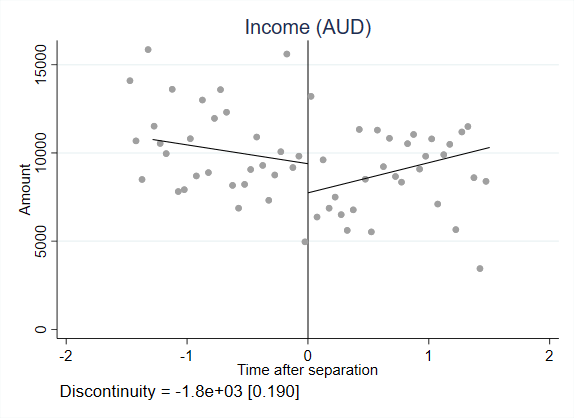 Income (AUD)
Amount
15000
10000
5000
0
-2
-1
0
1
2
Time after separation
Discontinuity = -1.8e+03 [0.190]